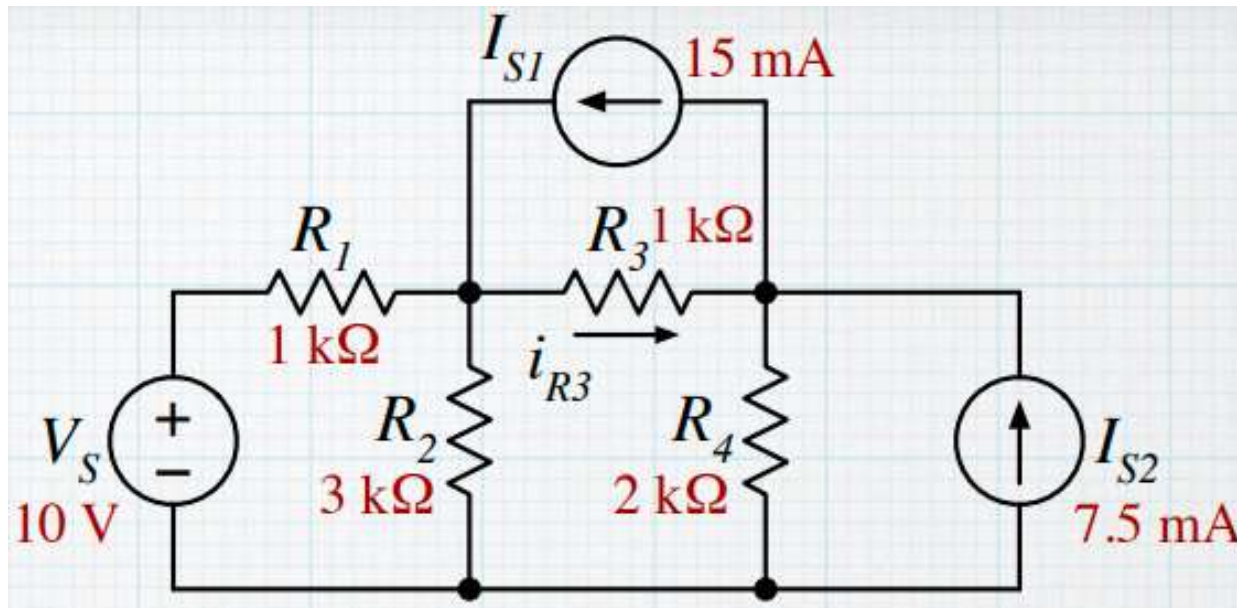 I_S1 15 mA
R_1 R_3 1 kΩ
1 kΩ
i_R3
V_S + − R_2 R_4 I_S2
10 V 3 kΩ 2 kΩ 7.5 mA